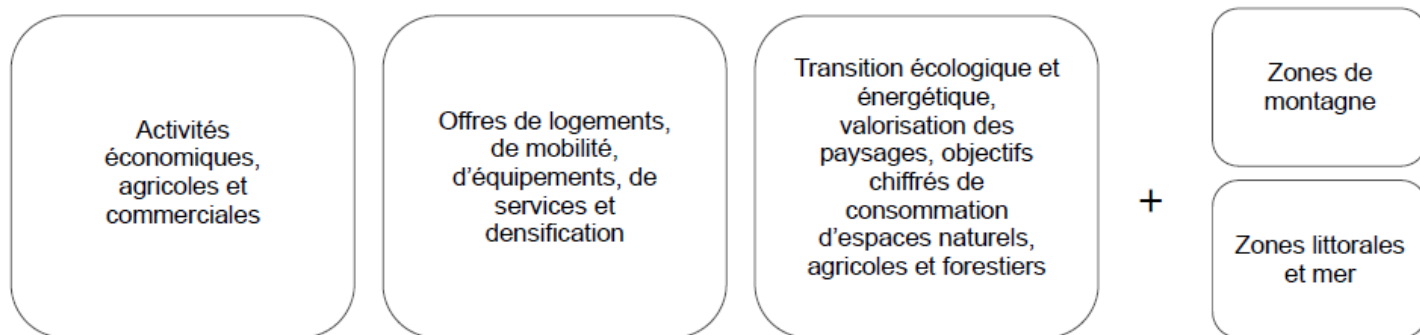 Activités
économiques,
agricoles et
commerciales
Offres de logements,
de mobilité,
d'équipements, de
services et
densification
Transition écologique et
énergétique,
valorisation des
paysages, objectifs
chiffrés de
consommation
d'espaces naturels,
agricoles et forestiers
+
Zones de
montagne
Zones littorales
et mer